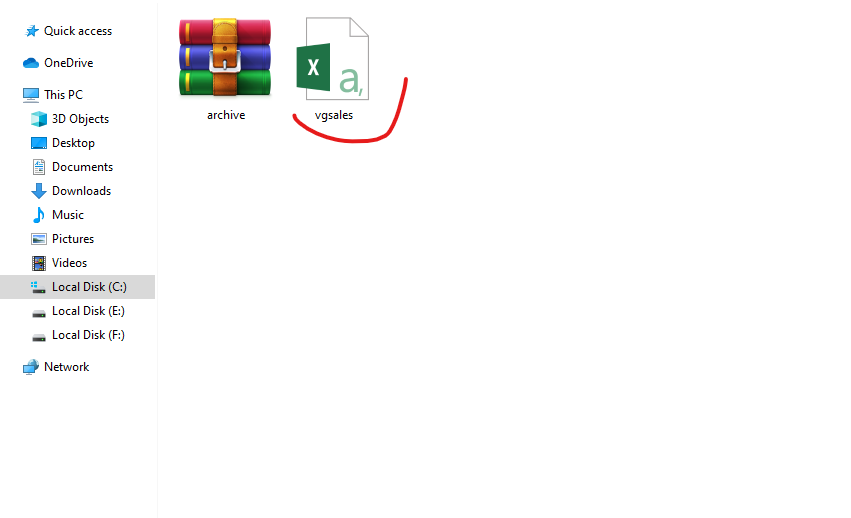 Quick access
OneDrive
This PC
3D Objects
Desktop
Documents
Downloads
Music
Pictures
Videos
Local Disk (C:)
Local Disk (E:)
Local Disk (F:)
Network
archive
X
a,
vgsales